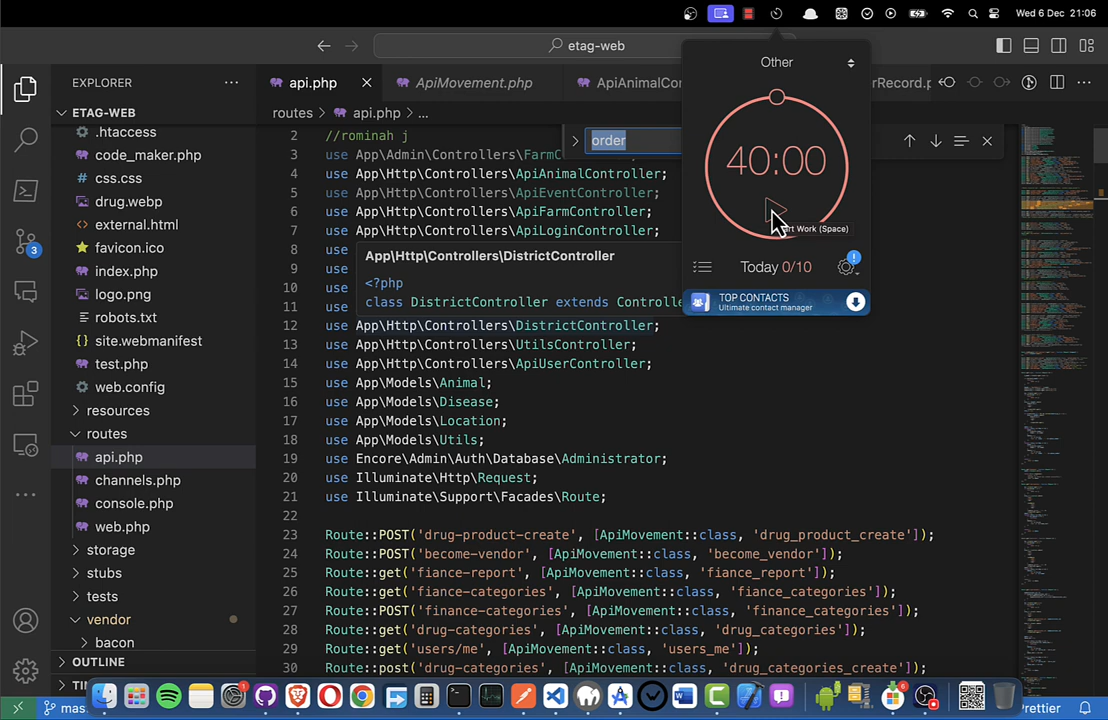 Wed 6 Dec 21:06
etag-web
EXPLORER
ETAG-WEB
.htaccess
code_maker.php
css.css
drug.webp
external.html
favicon.ico
index.php
logo.png
robots.txt
site.webmanifest
test.php
web.config
resources
routes
api.php
channels.php
console.php
web.php
storage
stubs
tests
vendor
bacon
OUTLINE
3
mas
api.php
ApiMovement.php
ApiAnimalCo
rRecord.p
routes > api.php > ...
order
2 //rominah j
3 use App\Admin\Controllers\FarmC
4 use App\Http\Controllers\ApiAnimalController;
5 use App\Http\Controllers\ApiEventController;
6 use App\Http\Controllers\ApiFarmController;
7 use App\Http\Controllers\ApiLoginController;
8 use
9 use
10 use
11 use
App\Http\Controllers\DistrictController
<?php
class DistrictController extends Controlle
12 use App\Http\Controllers\DistrictController;
13 use App\Http\Controllers\UtilsController;
14 use App\Http\Controllers\ApiUserController;
15 use App\Models\Animal;
16 use App\Models\Disease;
17 use App\Models\Location;
18 use App\Models\Utils;
19 use Encore\Admin\Auth\Database\Administrator;
20 use Illuminate\Http\Request;
21 use Illuminate\Support\Facades\Route;
22
23 Route::POST('drug-product-create', [ApiMovement::class, 'drug_product_create']);
24 Route::POST('become-vendor', [ApiMovement::class, 'become_vendor']);
25 Route::get('fiance-report', [ApiMovement::class, 'fiance_report']);
26 Route::get('finance-categories', [ApiMovement::class, 'fiance_categories']);
27 Route::POST('finance-categories', [ApiMovement::class, 'finance_categories']);
28 Route::get('drug-categories', [ApiMovement::class, 'drug_categories']);
29 Route::get('users/me', [ApiMovement::class, 'users_me']);
30 Route::post('drug-categories', [ApiMovement::class, 'drug_categories_create']);
Other
40:00
art Work (Space)
Today 0/10
TOP CONTACTS
Ultimate contact manager
Prettier